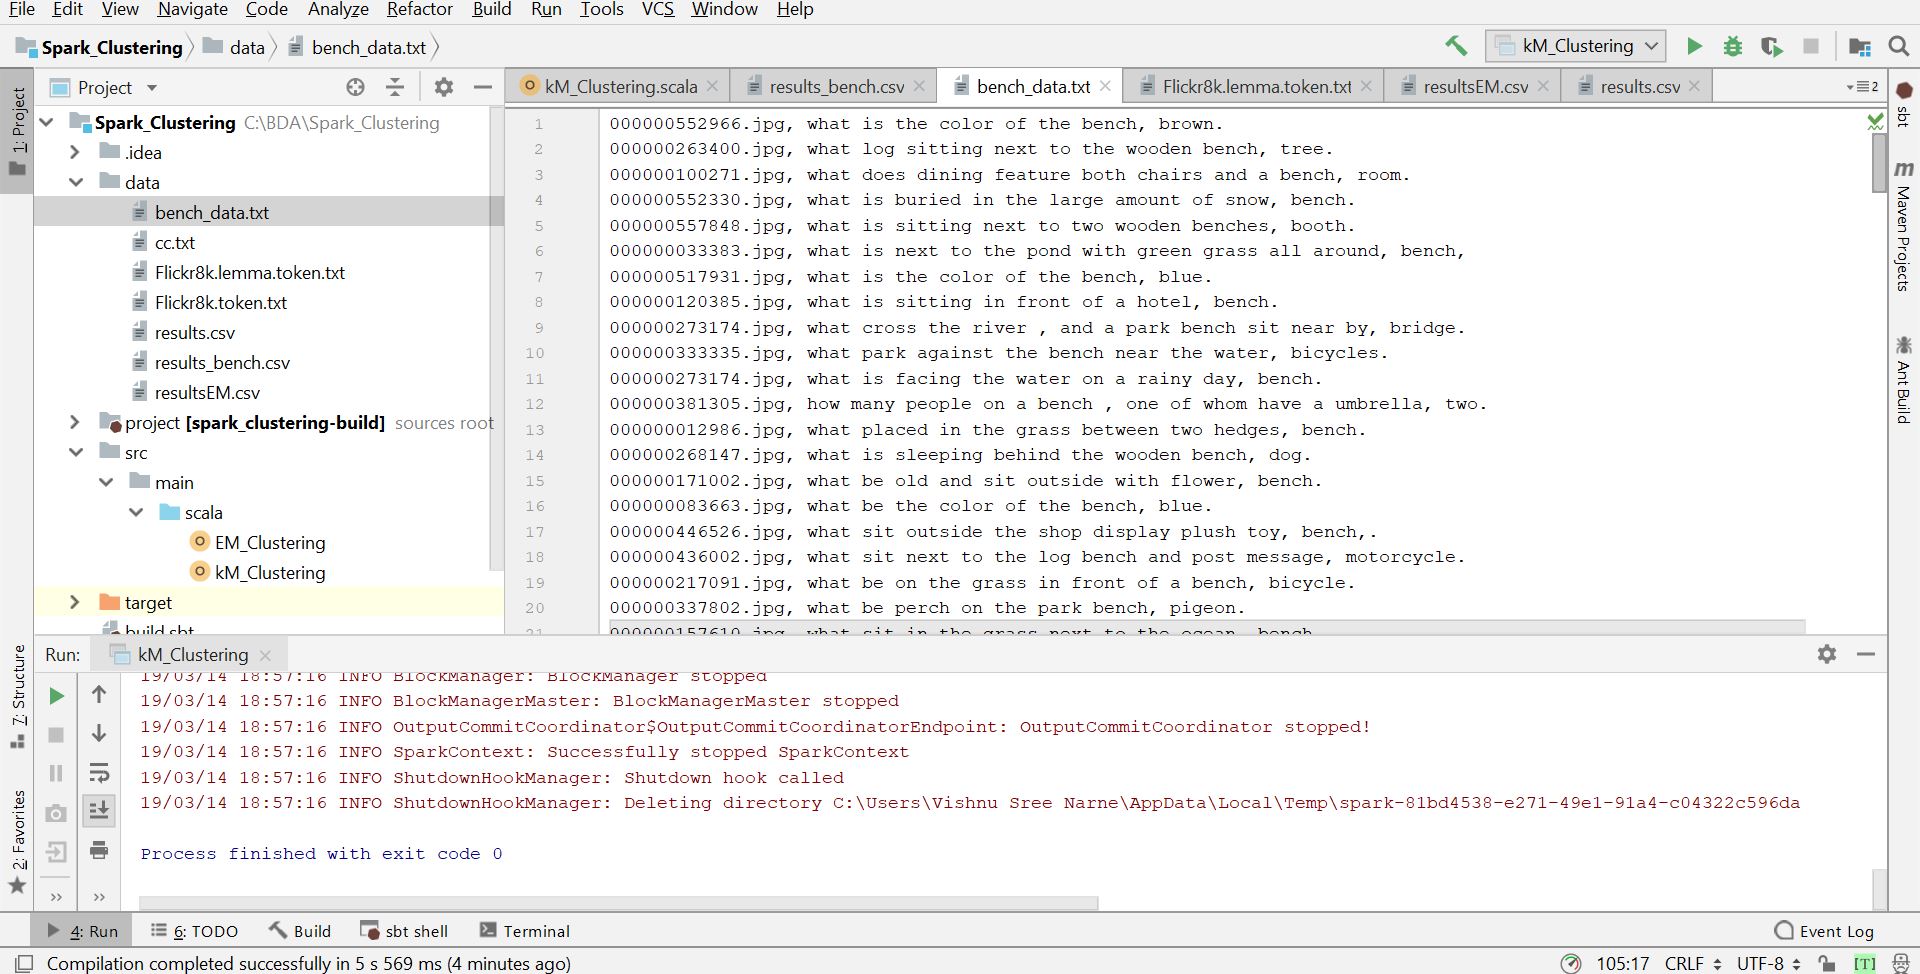 File Edit View Navigate Code Analyze Refactor Build Run Tools VCS Window Help
Spark_Clustering data bench_data.txt kM_Clustering
Project
kM_Clustering.scala results_bench.csv bench_data.txt Flickr8k.lemma.token.txt resultsEM.csv results.csv 2
1: Project
7: Structure
2: Favorites
Spark_Clustering C:\BDA\Spark_Clustering
.idea
data
bench_data.txt
cc.txt
Flickr8k.lemma.token.txt
Flickr8k.token.txt
results.csv
results_bench.csv
resultsEM.csv
project [spark_clustering-build] sources root
src
main
scala
EM_Clustering
kM_Clustering
target
build.sbt
1 000000552966.jpg, what is the color of the bench, brown.
2 000000263400.jpg, what log sitting next to the wooden bench, tree.
3 000000100271.jpg, what does dining feature both chairs and a bench, room.
4 000000552330.jpg, what is buried in the large amount of snow, bench.
5 000000557848.jpg, what is sitting next to two wooden benches, booth.
6 000000033383.jpg, what is next to the pond with green grass all around, bench,
7 000000517931.jpg, what is the color of the bench, blue.
8 000000120385.jpg, what is sitting in front of a hotel, bench.
9 000000273174.jpg, what cross the river , and a park bench sit near by, bridge.
10 000000333335.jpg, what park against the bench near the water, bicycles.
11 000000273174.jpg, what is facing the water on a rainy day, bench.
12 000000381305.jpg, how many people on a bench , one of whom have a umbrella, two.
13 000000012986.jpg, what placed in the grass between two hedges, bench.
14 000000268147.jpg, what is sleeping behind the wooden bench, dog.
15 000000171002.jpg, what be old and sit outside with flower, bench.
16 000000083663.jpg, what be the color of the bench, blue.
17 000000446526.jpg, what sit outside the shop display plush toy, bench,.
18 000000436002.jpg, what sit next to the log bench and post message, motorcycle.
19 000000217091.jpg, what be on the grass in front of a bench, bicycle.
20 000000337802.jpg, what be perch on the park bench, pigeon.
21 000000157610.jpg, what sit in the grass next to the ocean, bench
sbt
m Maven Projects
Ant Build
Run: kM_Clustering
19/03/14 18:57:16 INFO BlockManager: BlockManager stopped
19/03/14 18:57:16 INFO BlockManagerMaster: BlockManagerMaster stopped
19/03/14 18:57:16 INFO OutputCommitCoordinator$OutputCommitCoordinatorEndpoint: OutputCommitCoordinator stopped!
19/03/14 18:57:16 INFO SparkContext: Successfully stopped SparkContext
19/03/14 18:57:16 INFO ShutdownHookManager: Shutdown hook called
19/03/14 18:57:16 INFO ShutdownHookManager: Deleting directory C:\Users\Vishnu Sree Narne\AppData\Local\Temp\spark-81bd4538-e271-49e1-91a4-c04322c596da
Process finished with exit code 0
4: Run 6: TODO Build sbt shell Terminal Event Log
Compilation completed successfully in 5 s 569 ms (4 minutes ago) 105:17 CRLF UTF-8 [T]